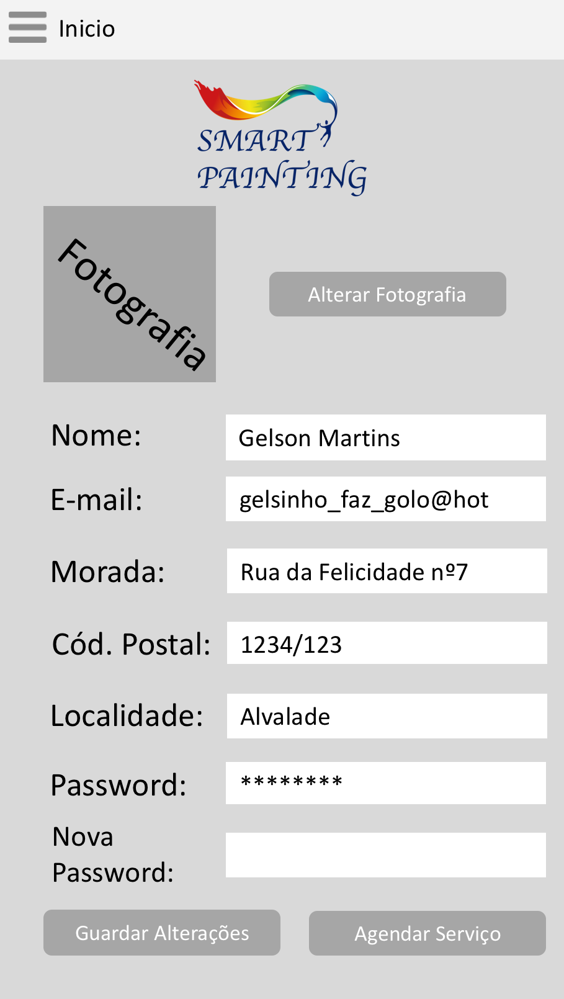 Inicio
SMART
PAINTING
Fotografia
Alterar Fotografia
Nome: Gelson Martins
E-mail: gelsinho_faz_golo@hot
Morada: Rua da Felicidade nº7
Cód. Postal: 1234/123
Localidade: Alvalade
Password: ********
Nova
Password:
Guardar Alterações Agendar Serviço